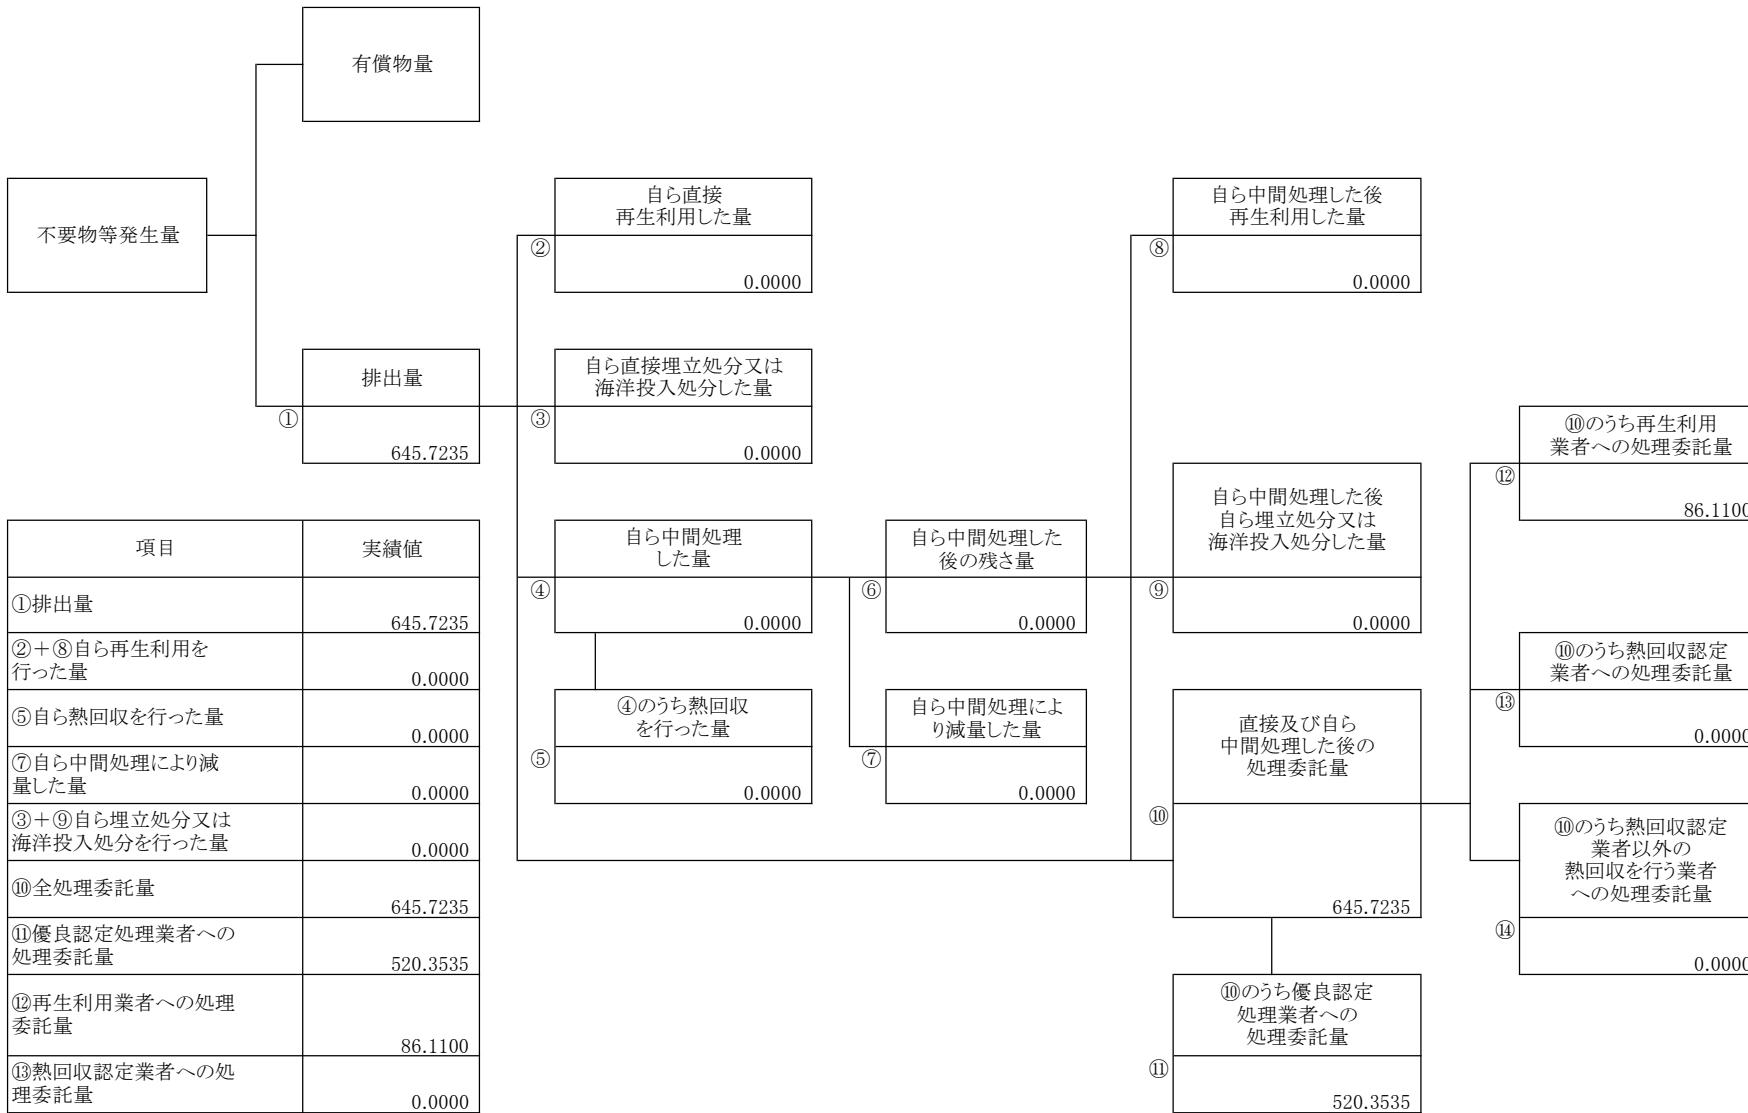 有償物量
不要物等発生量
自ら直接
再生利用した量
②
0.0000
自ら中間処理した後
再生利用した量
⑧
0.0000
排出量
①
645.7235
自ら直接埋立処分又は
海洋投入処分した量
③
0.0000
⑩のうち再生利用
業者への処理委託量
⑫
86.1100
自ら中間処理
した量
④
0.0000
自ら中間処理した
後の残さ量
⑥
0.0000
自ら中間処理した後
自ら埋立処分又は
海洋投入処分した量
⑨
0.0000
⑩のうち熱回収認定
業者への処理委託量
⑬
0.0000
④のうち熱回収
を行った量
⑤
0.0000
自ら中間処理によ
り減量した量
⑦
0.0000
直接及び自ら
中間処理した後の
処理委託量
⑩
645.7235
⑩のうち熱回収認定
業者以外の
熱回収を行う業者
への処理委託量
⑭
0.0000
⑩のうち優良認定
処理業者への
処理委託量
⑪
520.3535
項目 実績値
①排出量
645.7235
②+⑧自ら再生利用を
行った量
0.0000
⑤自ら熱回収を行った量
0.0000
⑦自ら中間処理により減
量した量
0.0000
③+⑨自ら埋立処分又は
海洋投入処分を行った量
0.0000
⑩全処理委託量
645.7235
⑪優良認定処理業者への
処理委託量
520.3535
⑫再生利用業者への処理
委託量
86.1100
⑬熱回収認定業者への処
理委託量
0.0000